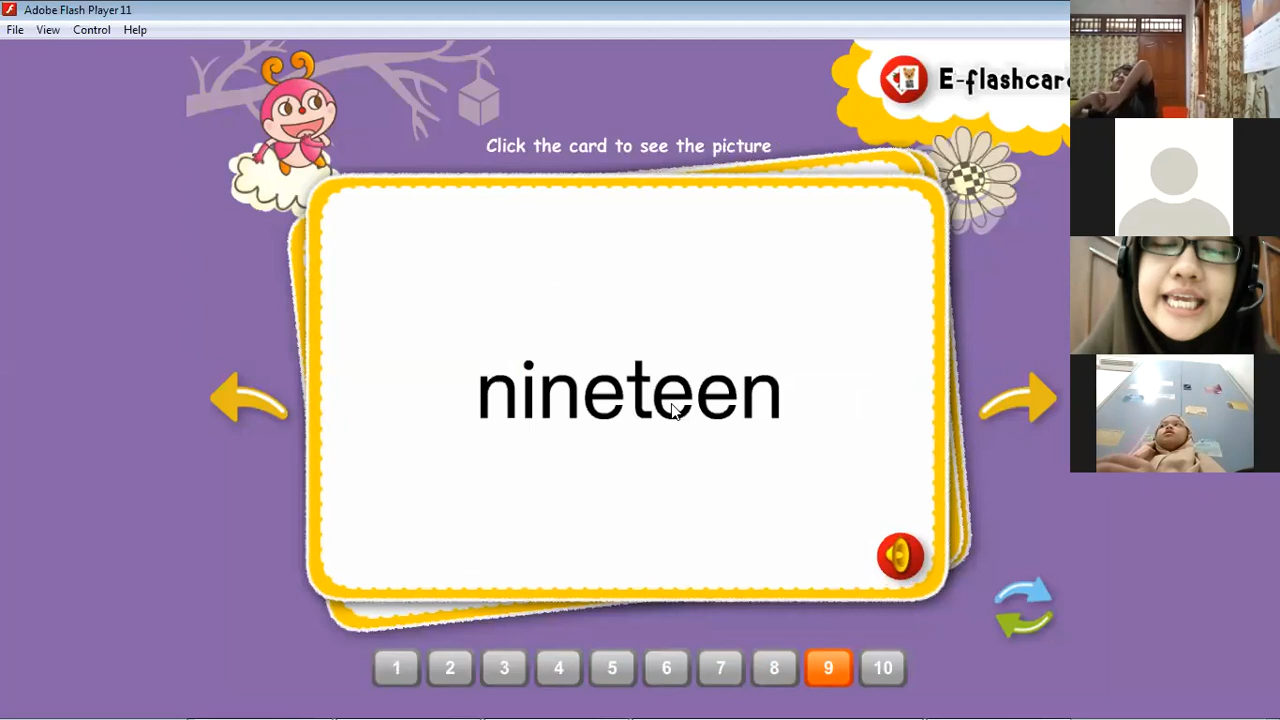 Adobe Flash Player 11
File View Control Help
E-flashcar
Click the card to see the picture
nineteen
1 2 3 4 5 6 7 8 9 10